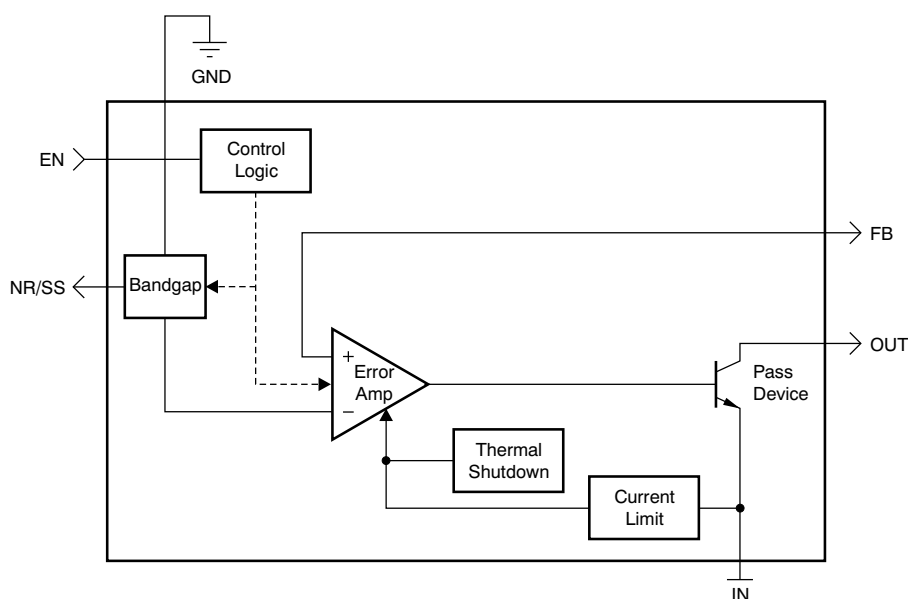 GND
EN
Control
Logic
FB
NR/SS
Bandgap
OUT
+
Error
Amp
−
Pass
Device
Thermal
Shutdown
Current
Limit
IN